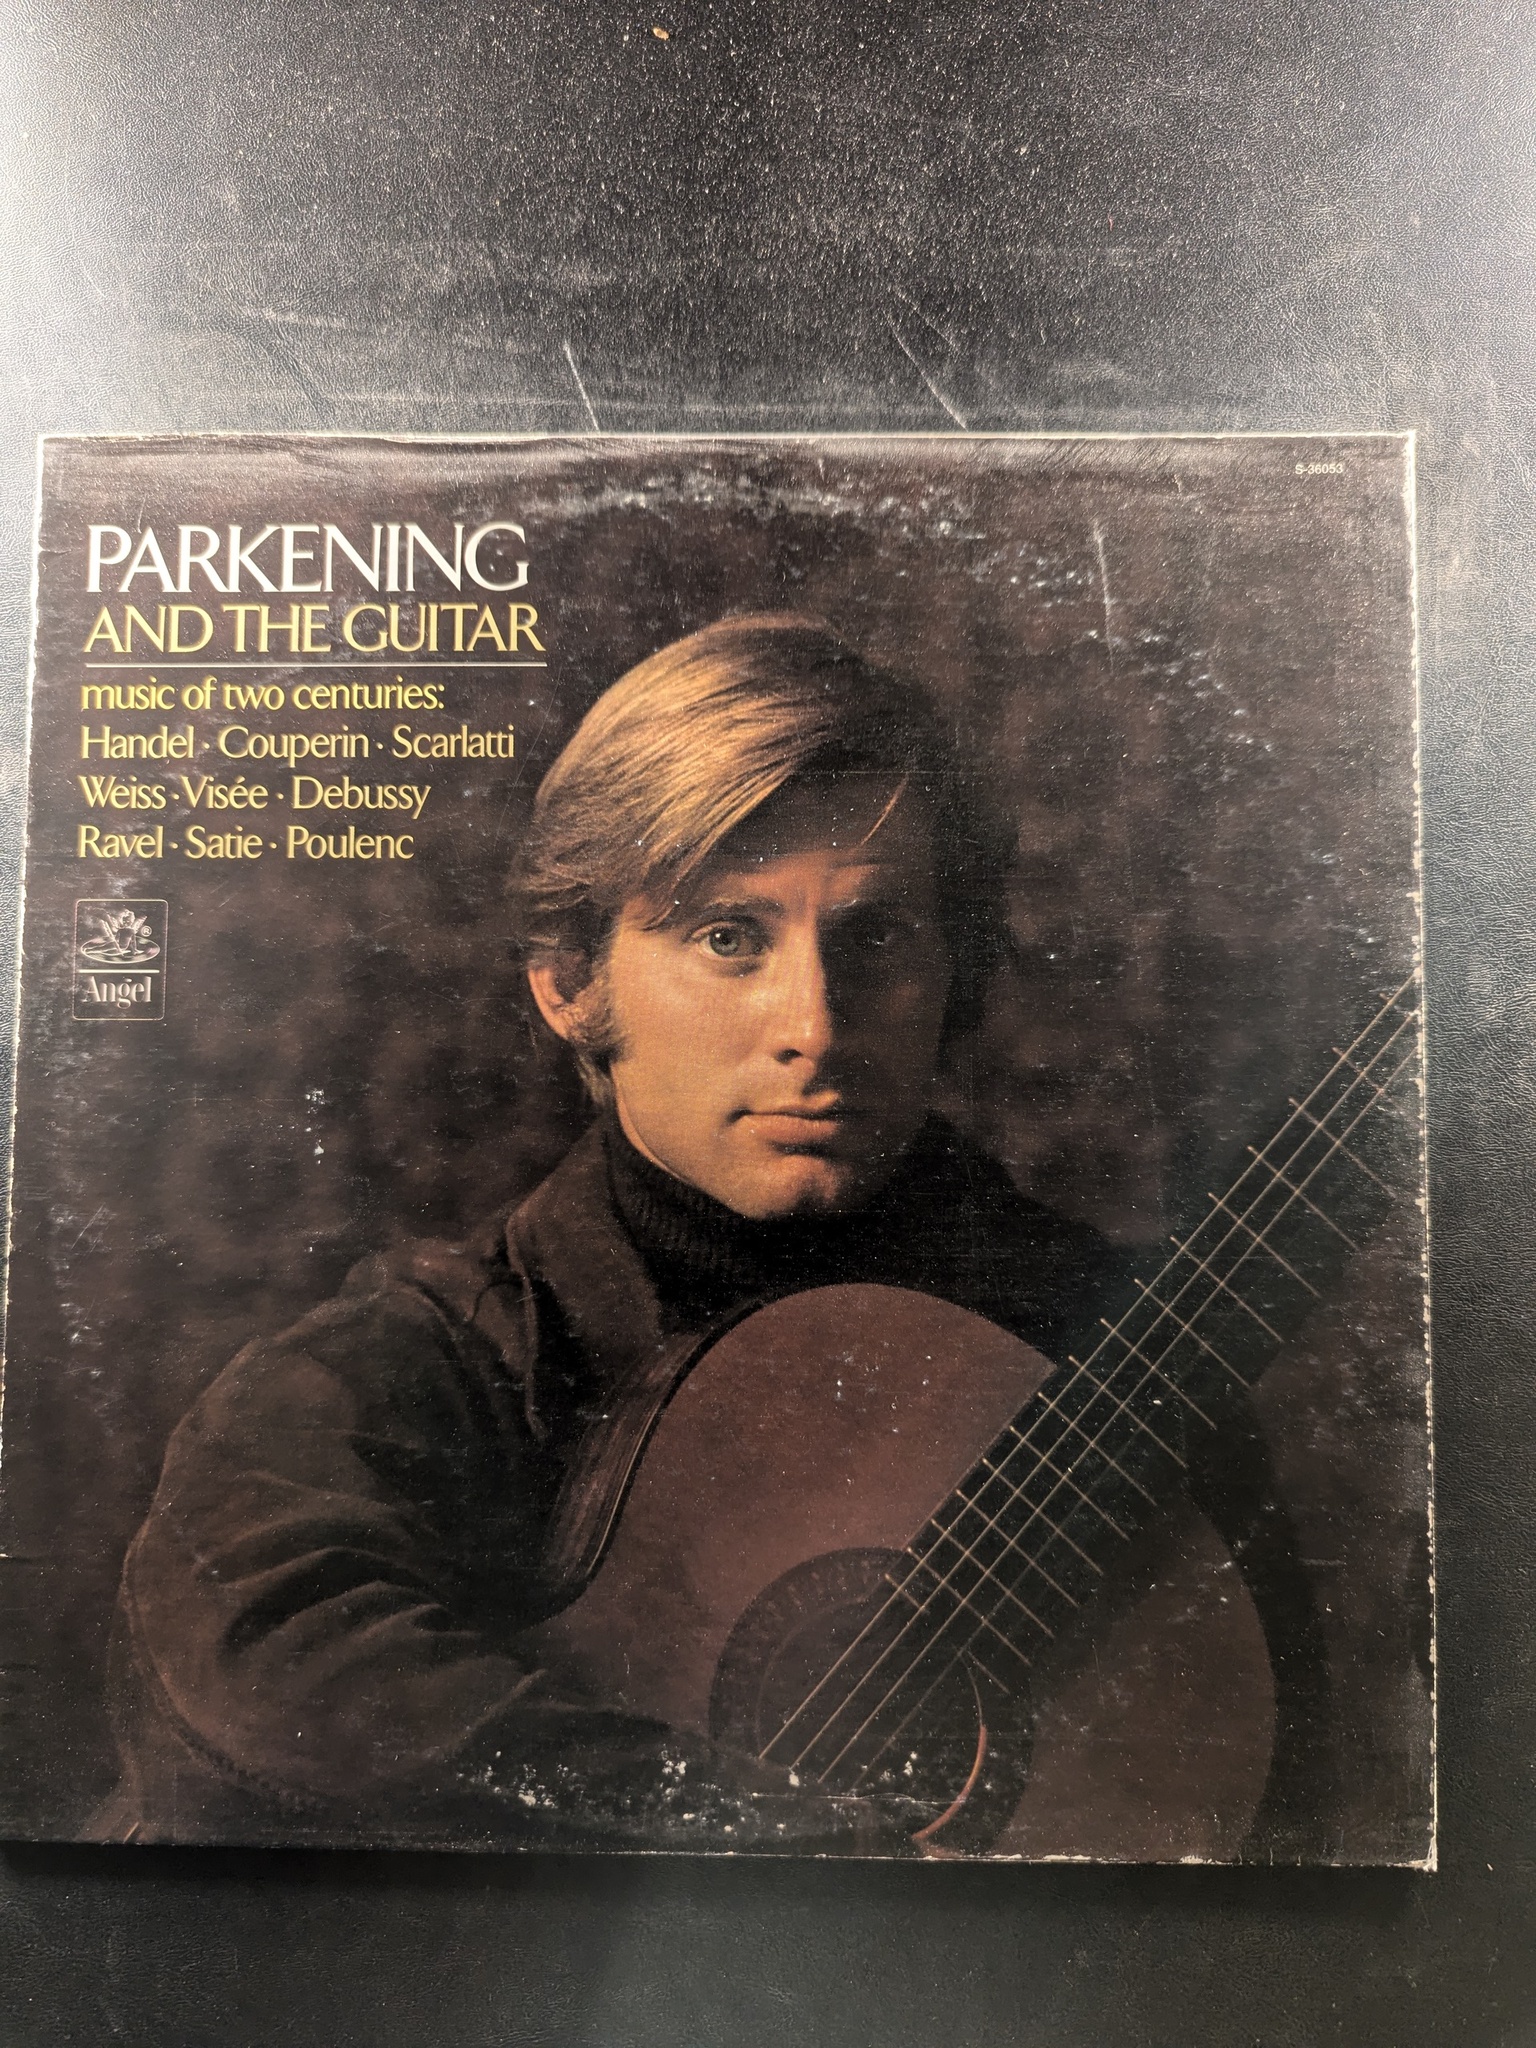 S-36053
PARKENING
AND THE GUITAR
music of two centuries:
Handel · Couperin · Scarlatti
Weiss · Visée · Debussy
Ravel · Satie · Poulenc
®
Angel